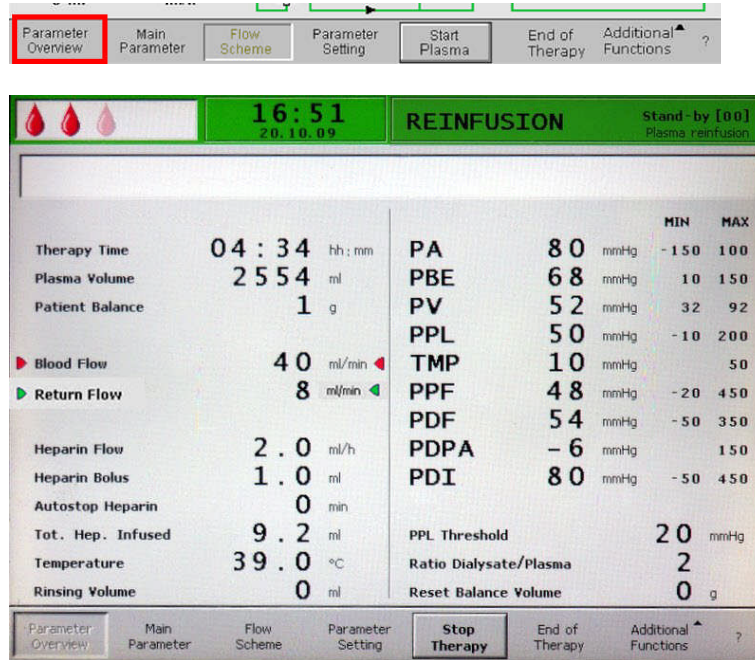 Parameter Overview Main Parameter Flow Scheme Parameter Setting Start Plasma End of Therapy Additional Functions ?
16:51 REINFUSION Stand-by [00]
20.10.09 Plasma reinfusion
MIN MAX
Therapy Time 04:34 hh:mm PA 80 mmHg -150 100
Plasma Volume 2554 ml PBE 68 mmHg 10 150
Patient Balance 1 g PV 52 mmHg 32 92
PPL 50 mmHg -10 200
Blood Flow 40 ml/min TMP 10 mmHg 50
Return Flow 8 ml/min PPF 48 mmHg -20 450
PDF 54 mmHg -50 350
Heparin Flow 2.0 ml/h PDPA -6 mmHg 150
Heparin Bolus 1.0 ml PDI 80 mmHg -50 450
Autostop Heparin 0 min
Tot. Hep. Infused 9.2 ml PPL Threshold 20 mmHg
Temperature 39.0 °C Ratio Dialysate/Plasma 2
Rinsing Volume 0 ml Reset Balance Volume 0 g
Parameter Overview Main Parameter Flow Scheme Parameter Setting Stop Therapy End of Therapy Additional Functions ?